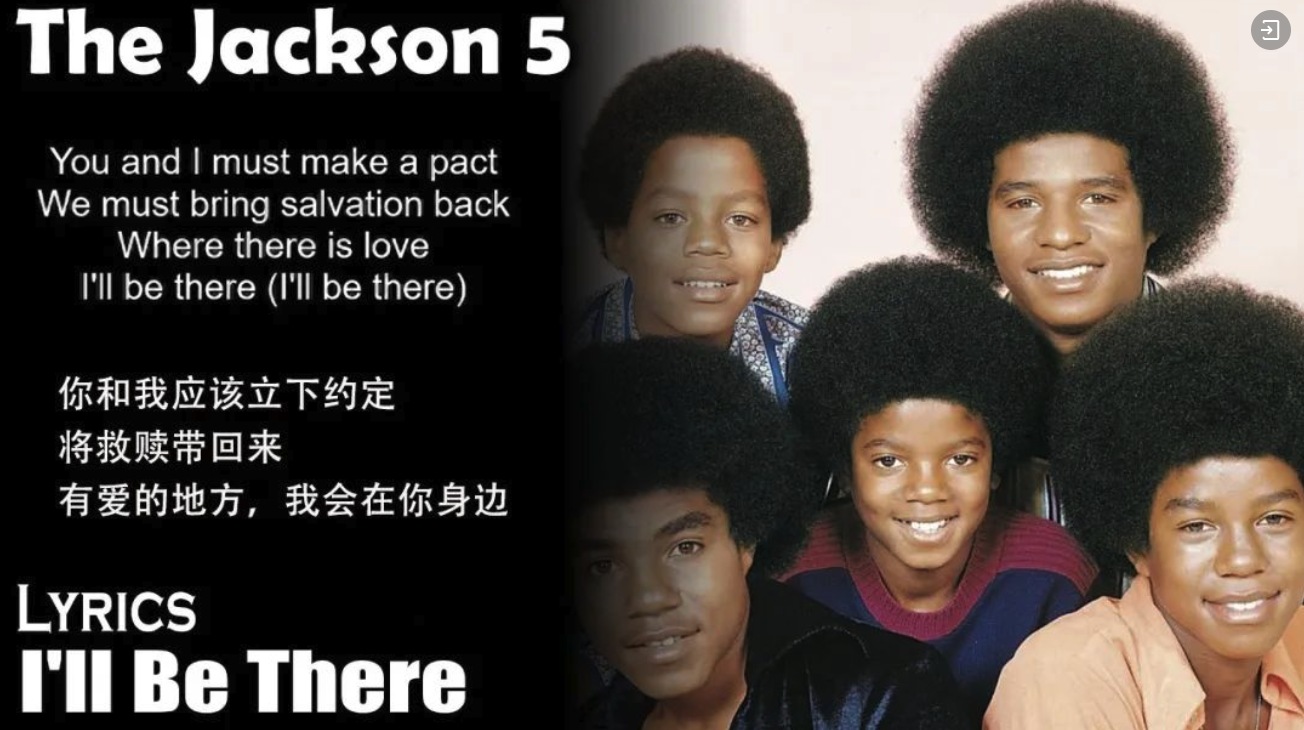 The Jackson 5
You and I must make a pact
We must bring salvation back
Where there is love
I'll be there (I'll be there)
你和我应该立下约定
将救赎带回来
有爱的地方，我会在你身边
LYRICS
I'll Be There